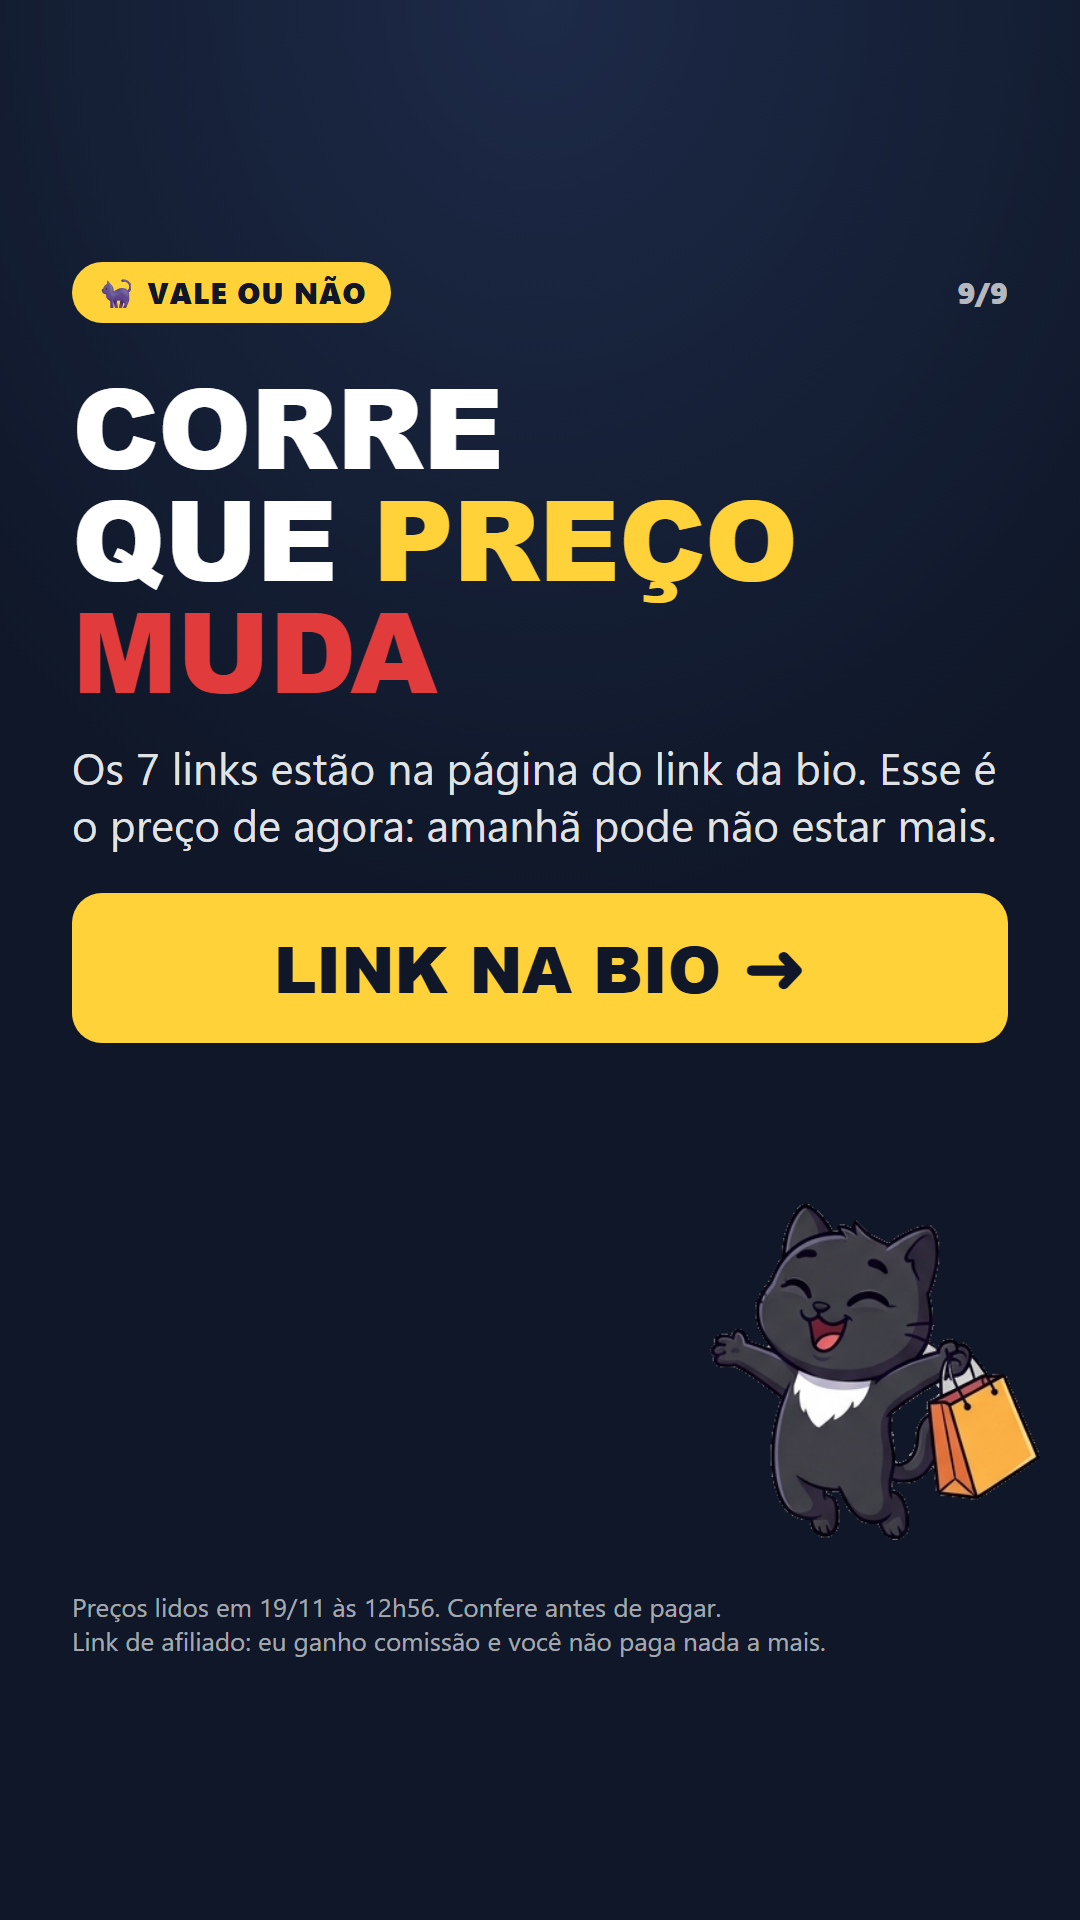 VALE OU NÃO
9/9
CORRE
QUE PREÇO
MUDA
Os 7 links estão na página do link da bio. Esse é
o preço de agora: amanhã pode não estar mais.
LINK NA BIO →
Preços lidos em 19/11 às 12h56. Confere antes de pagar.
Link de afiliado: eu ganho comissão e você não paga nada a mais.